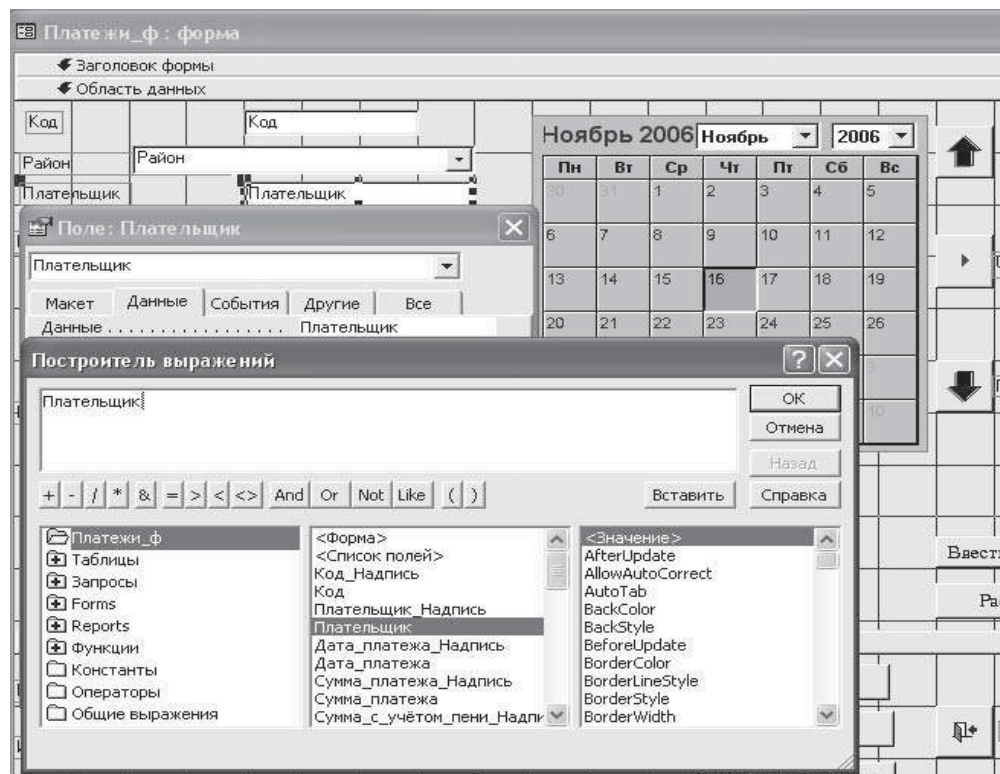 Платежи_ф : форма
Заголовок формы
Область данных
Код
Код
Район
Район
Плательщик
Плательщик
Ноябрь 2006 Ноябрь 2006
Пн Вт Ср Чт Пт Сб Вс
30 31 1 2 3 4 5
6 7 8 9 10 11 12
13 14 15 16 17 18 19
20 21 22 23 24 25 26
3
10
Поле: Плательщик
Плательщик
Макет Данные События Другие Все
Данные . . . . . . . . . . . . . . . . . Плательщик
Построитель выражений
Плательщик
OK
Отмена
Назад
+ - / * & = > < <> And Or Not Like ( ) Вставить Справка
Платежи_ф
Таблицы
Запросы
Forms
Reports
Функции
Константы
Операторы
Общие выражения
<Форма>
<Список полей>
Код_Надпись
Код
Плательщик_Надпись
Плательщик
Дата_платежа_Надпись
Дата_платежа
Сумма_платежа_Надпись
Сумма_платежа
Сумма_с_учётом_пени_Надпи
<Значение>
AfterUpdate
AllowAutoCorrect
AutoTab
BackColor
BackStyle
BeforeUpdate
BorderColor
BorderLineStyle
BorderStyle
BorderWidth
Ввести
Ра